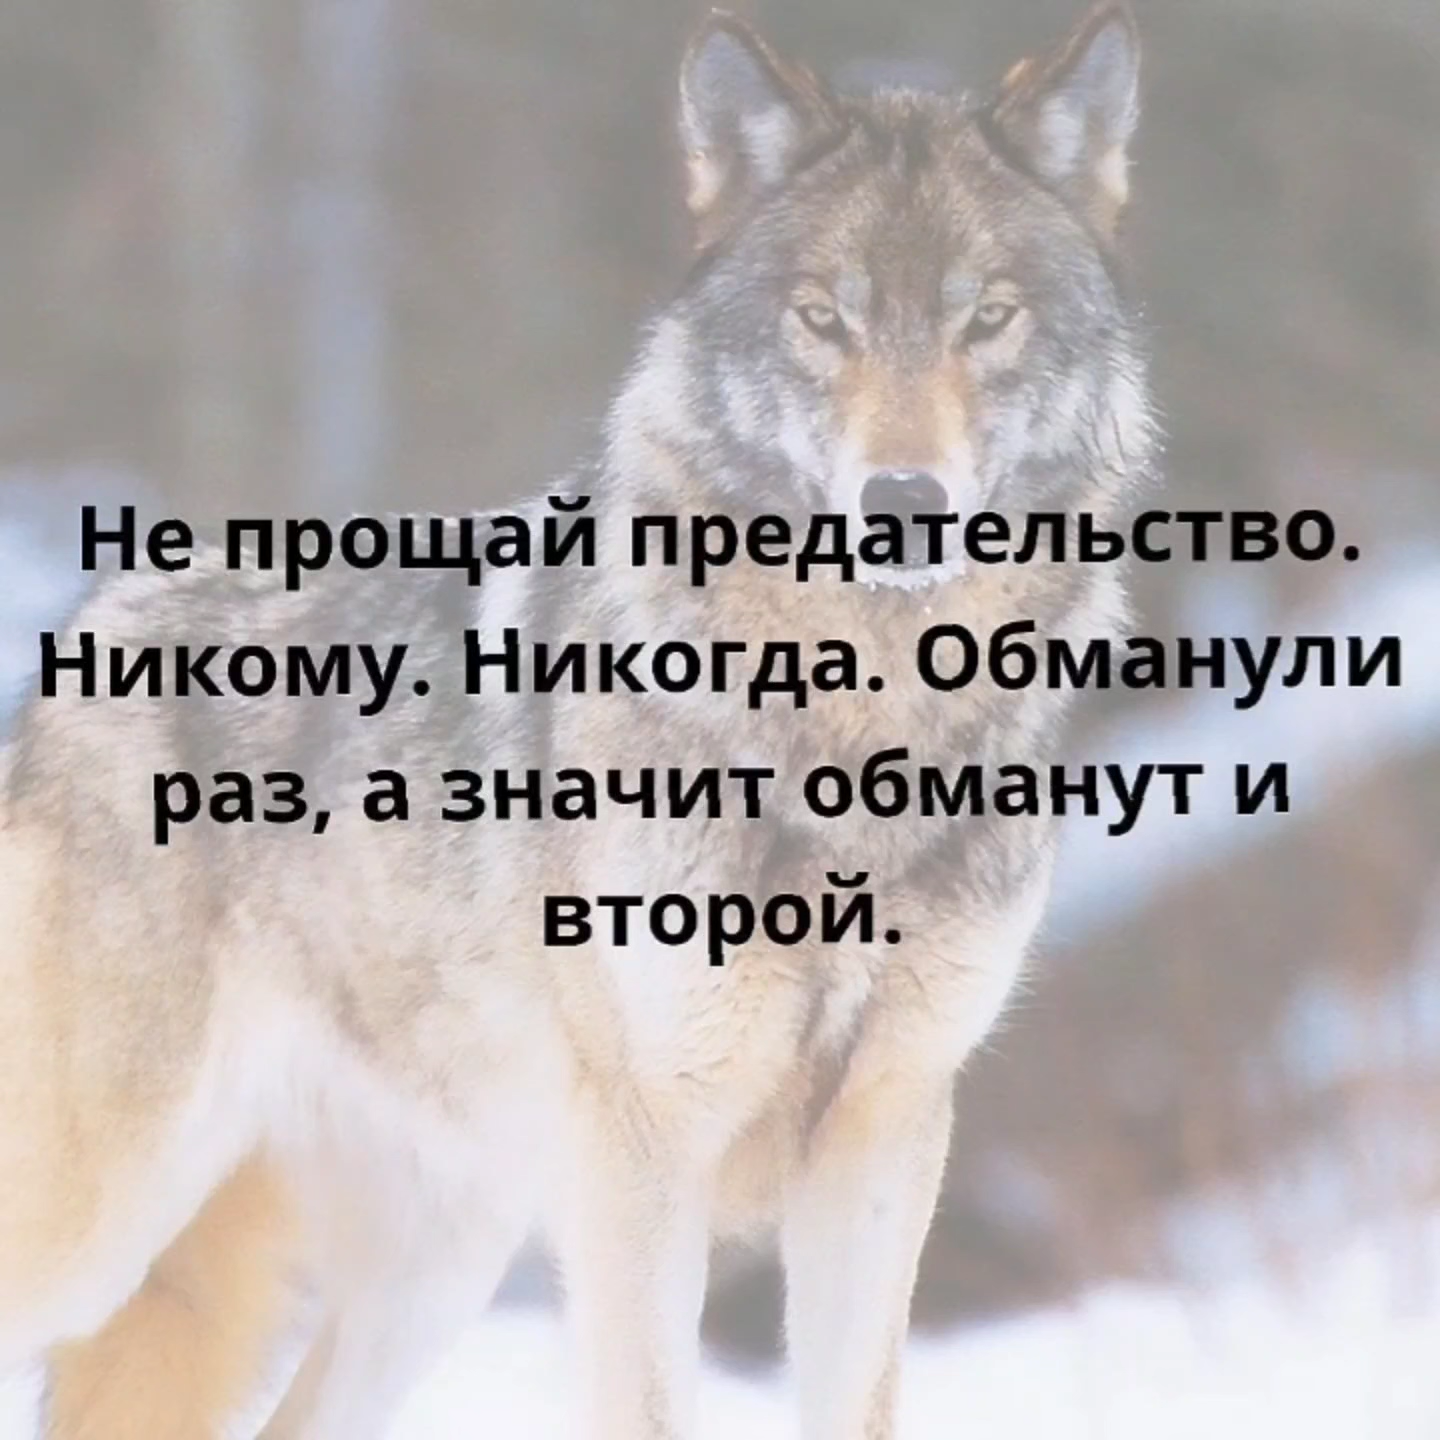 Не прощай предательство.
Никому. Никогда. Обманули
раз, а значит обманут и
второй.